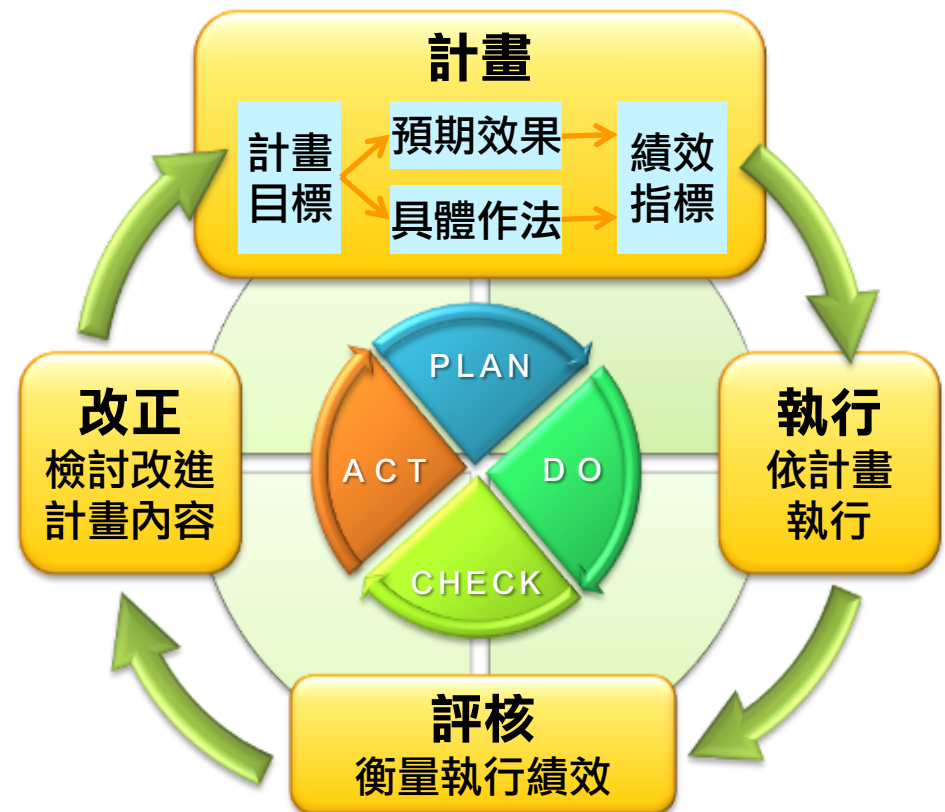 計畫
計畫
目標
預期效果
具體作法
績效
指標
PLAN
DO
CHECK
ACT
執行
依計畫
執行
評核
衡量執行績效
改正
檢討改進
計畫內容